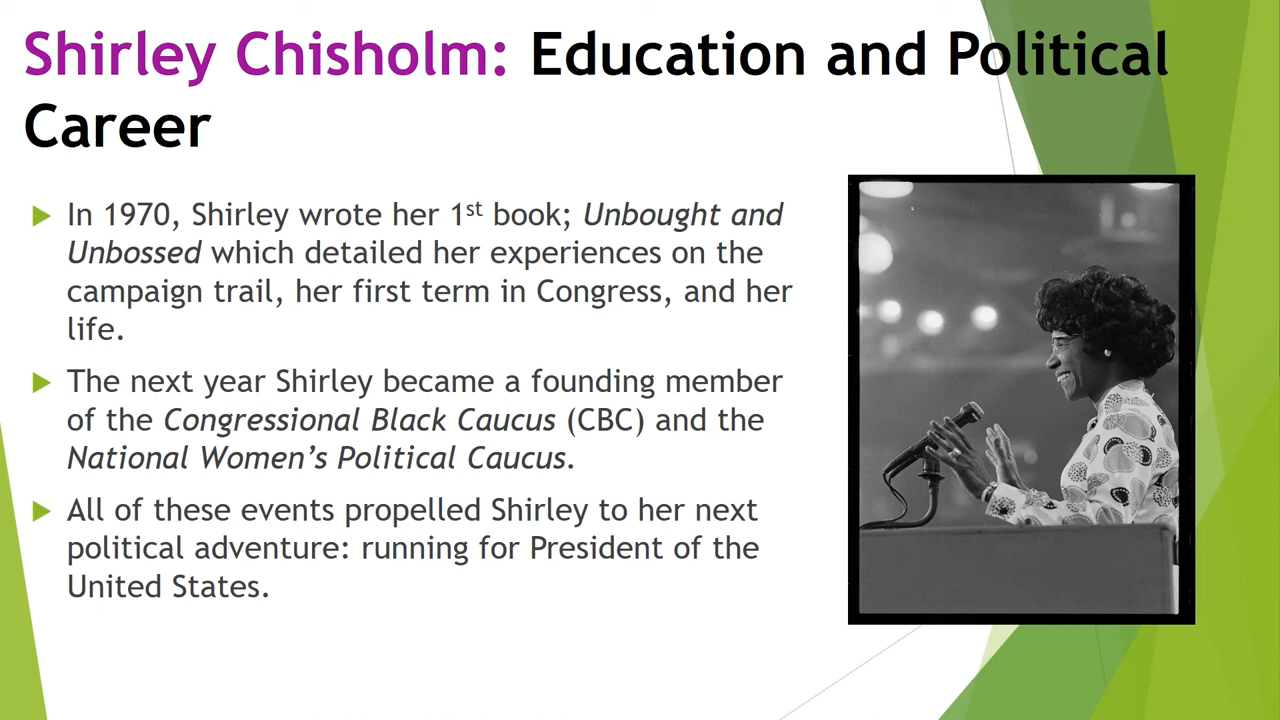 Shirley Chisholm: Education and Political
Career
In 1970, Shirley wrote her 1st book; Unbought and
Unbossed which detailed her experiences on the
campaign trail, her first term in Congress, and her
life.
The next year Shirley became a founding member
of the Congressional Black Caucus (CBC) and the
National Women’s Political Caucus.
All of these events propelled Shirley to her next
political adventure: running for President of the
United States.